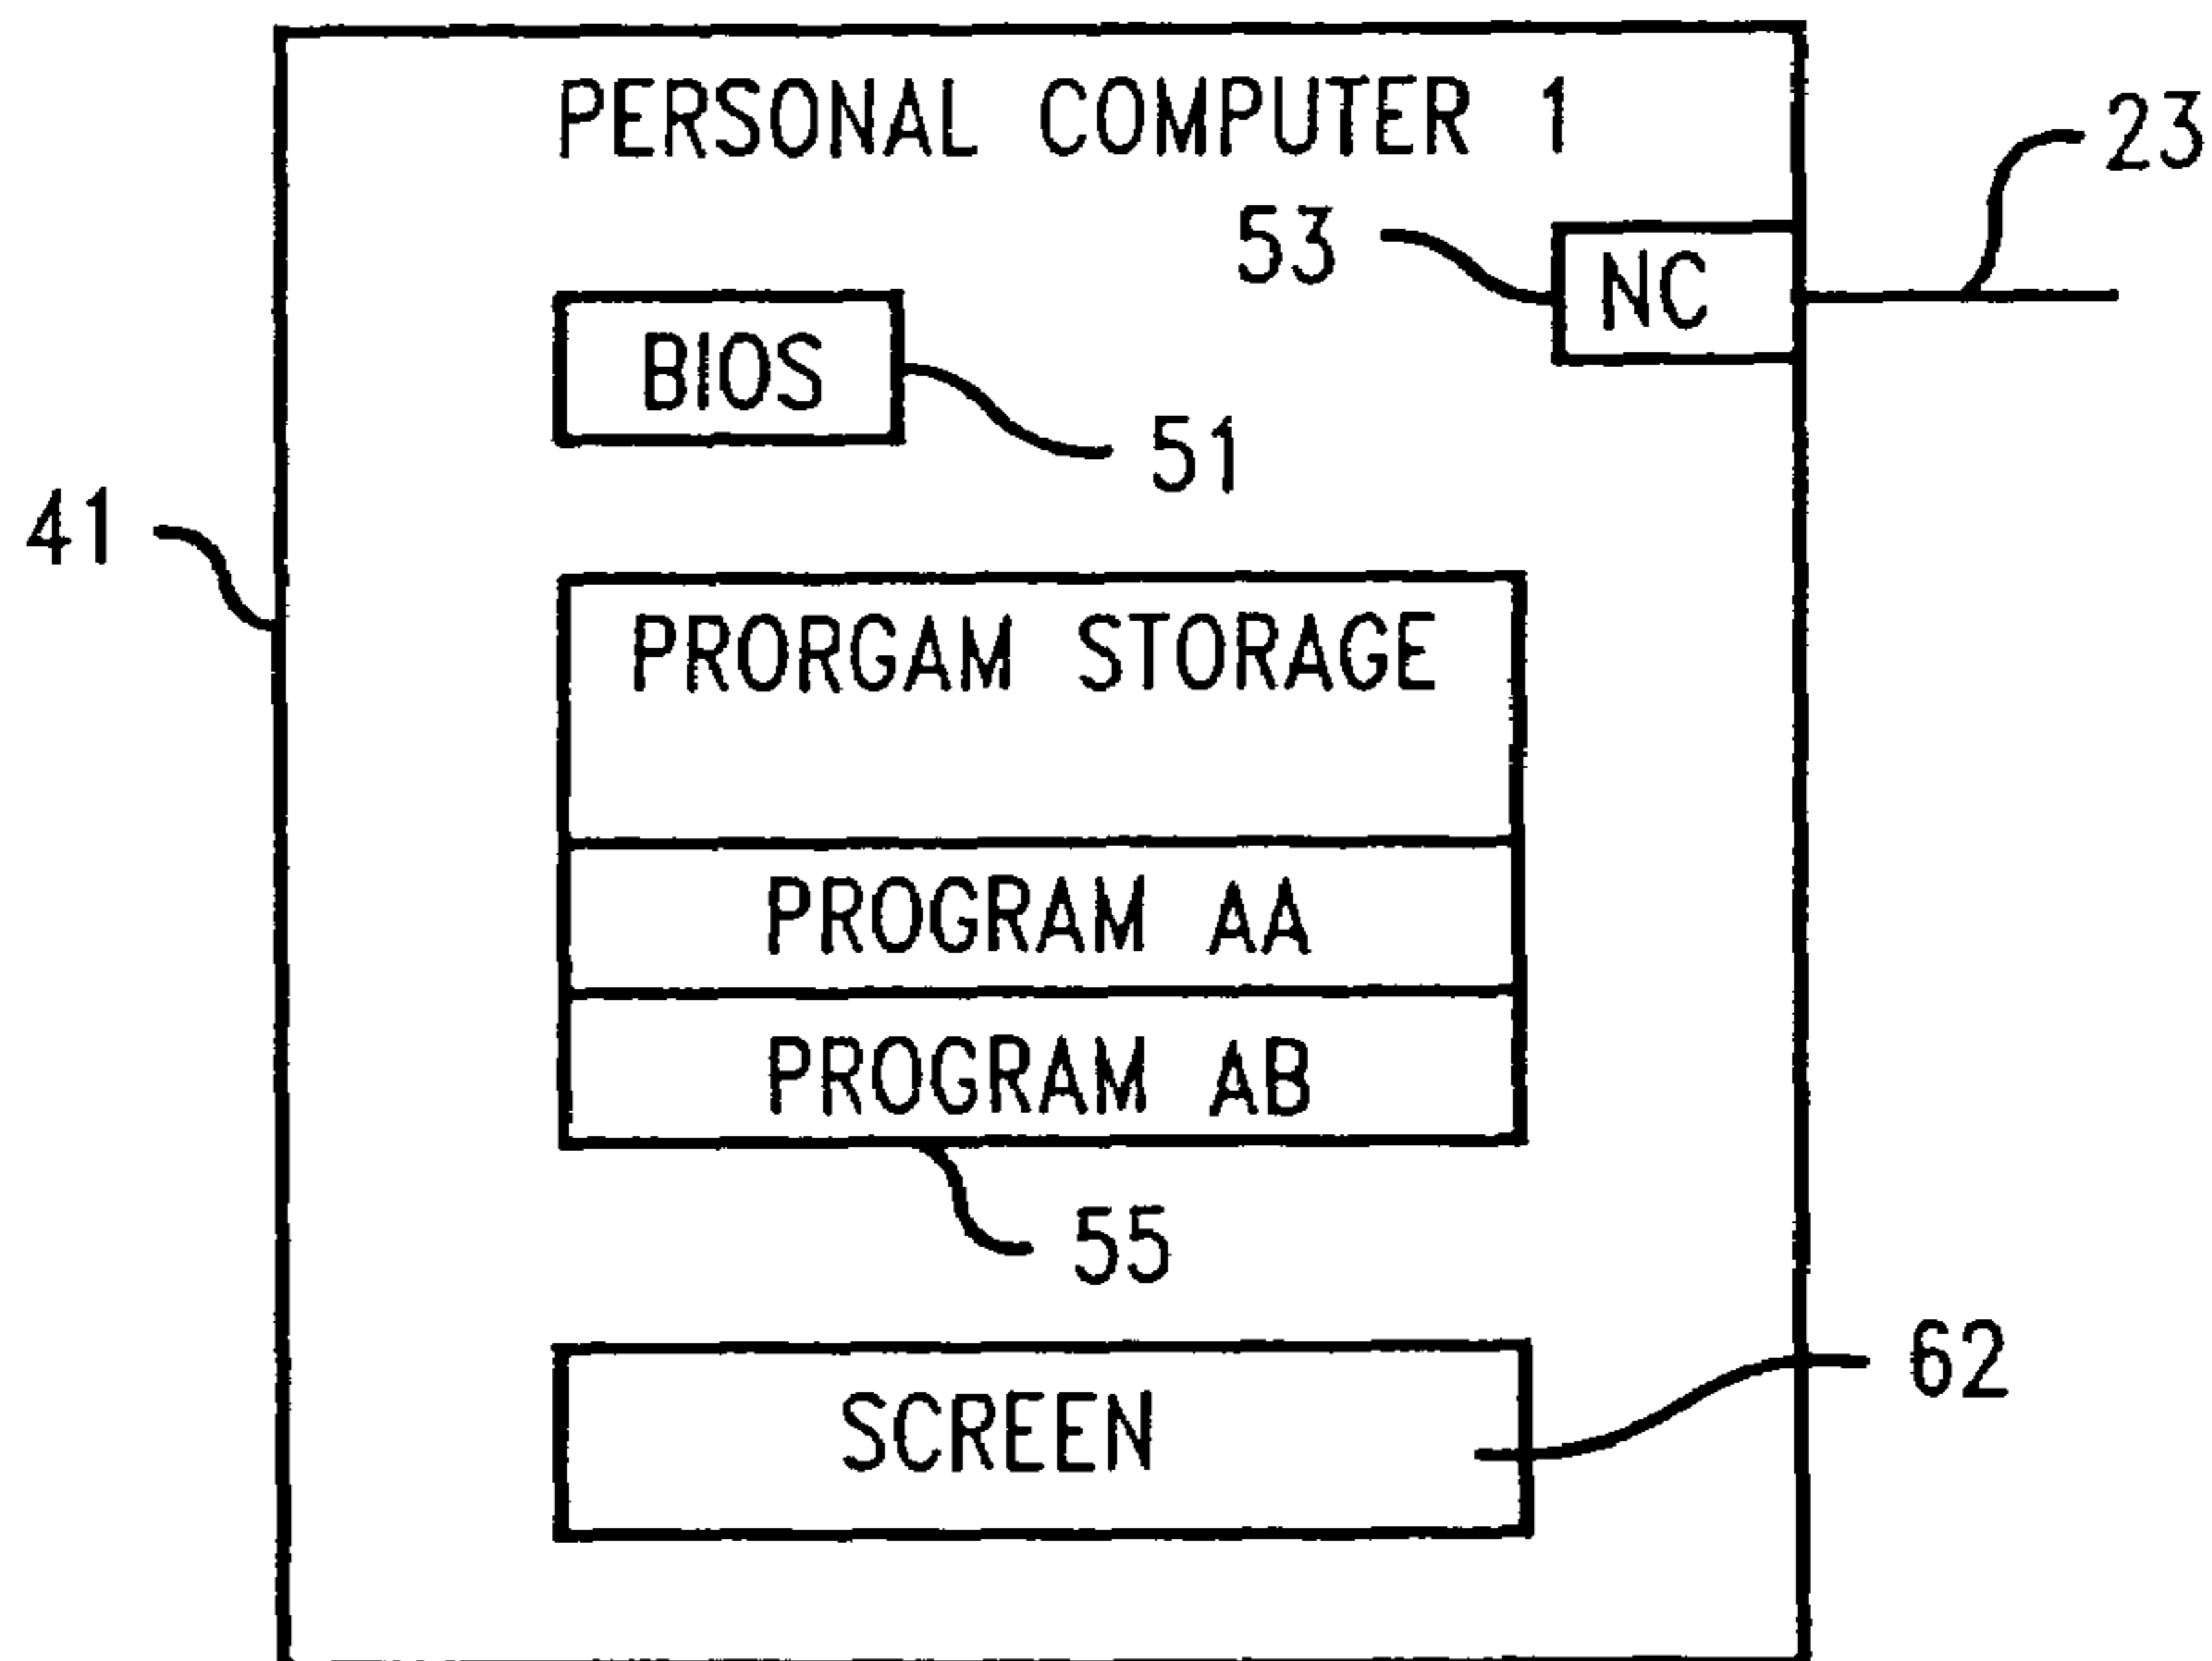 PERSONAL COMPUTER 1
23
53
NC
BIOS
51
41
PRORGAM STORAGE
PROGRAM AA
PROGRAM AB
55
62
SCREEN